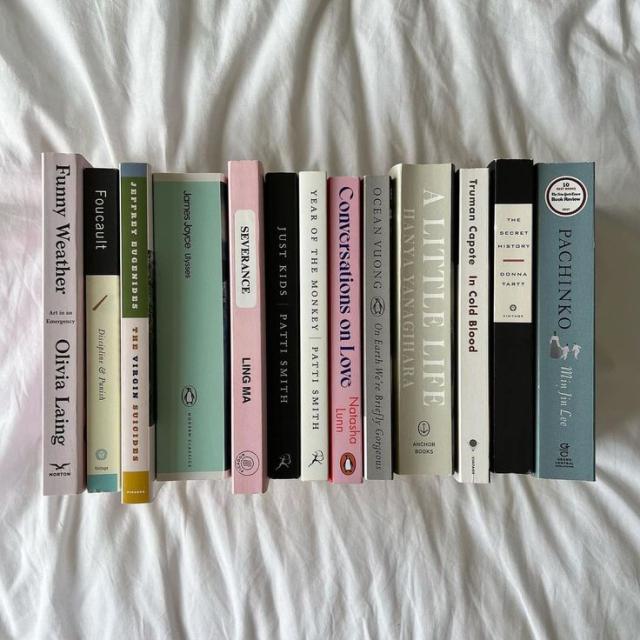 Funny Weather
Art in an
Emergency
Olivia Laing
NORTON
Foucault
Discipline & Punish
JEFFREY EUGENIDES
THE VIRGIN SUICIDES
PICADOR
James Joyce Ulysses
MODERN CLASSICS
SEVERANCE
LING MA
JUST KIDS | PATTI SMITH
YEAR OF THE MONKEY | PATTI SMITH
Conversations on Love
Natasha
Lunn
OCEAN VUONG
On Earth We're Briefly Gorgeous
A LITTLE LIFE
HANYA YANAGIHARA
ANCHOR
BOOKS
Truman Capote In Cold Blood
THE
SECRET
HISTORY
DONNA
TARTT
VINTAGE
10
The New York Times
Book Review
PACHINKO
Min Jin Lee